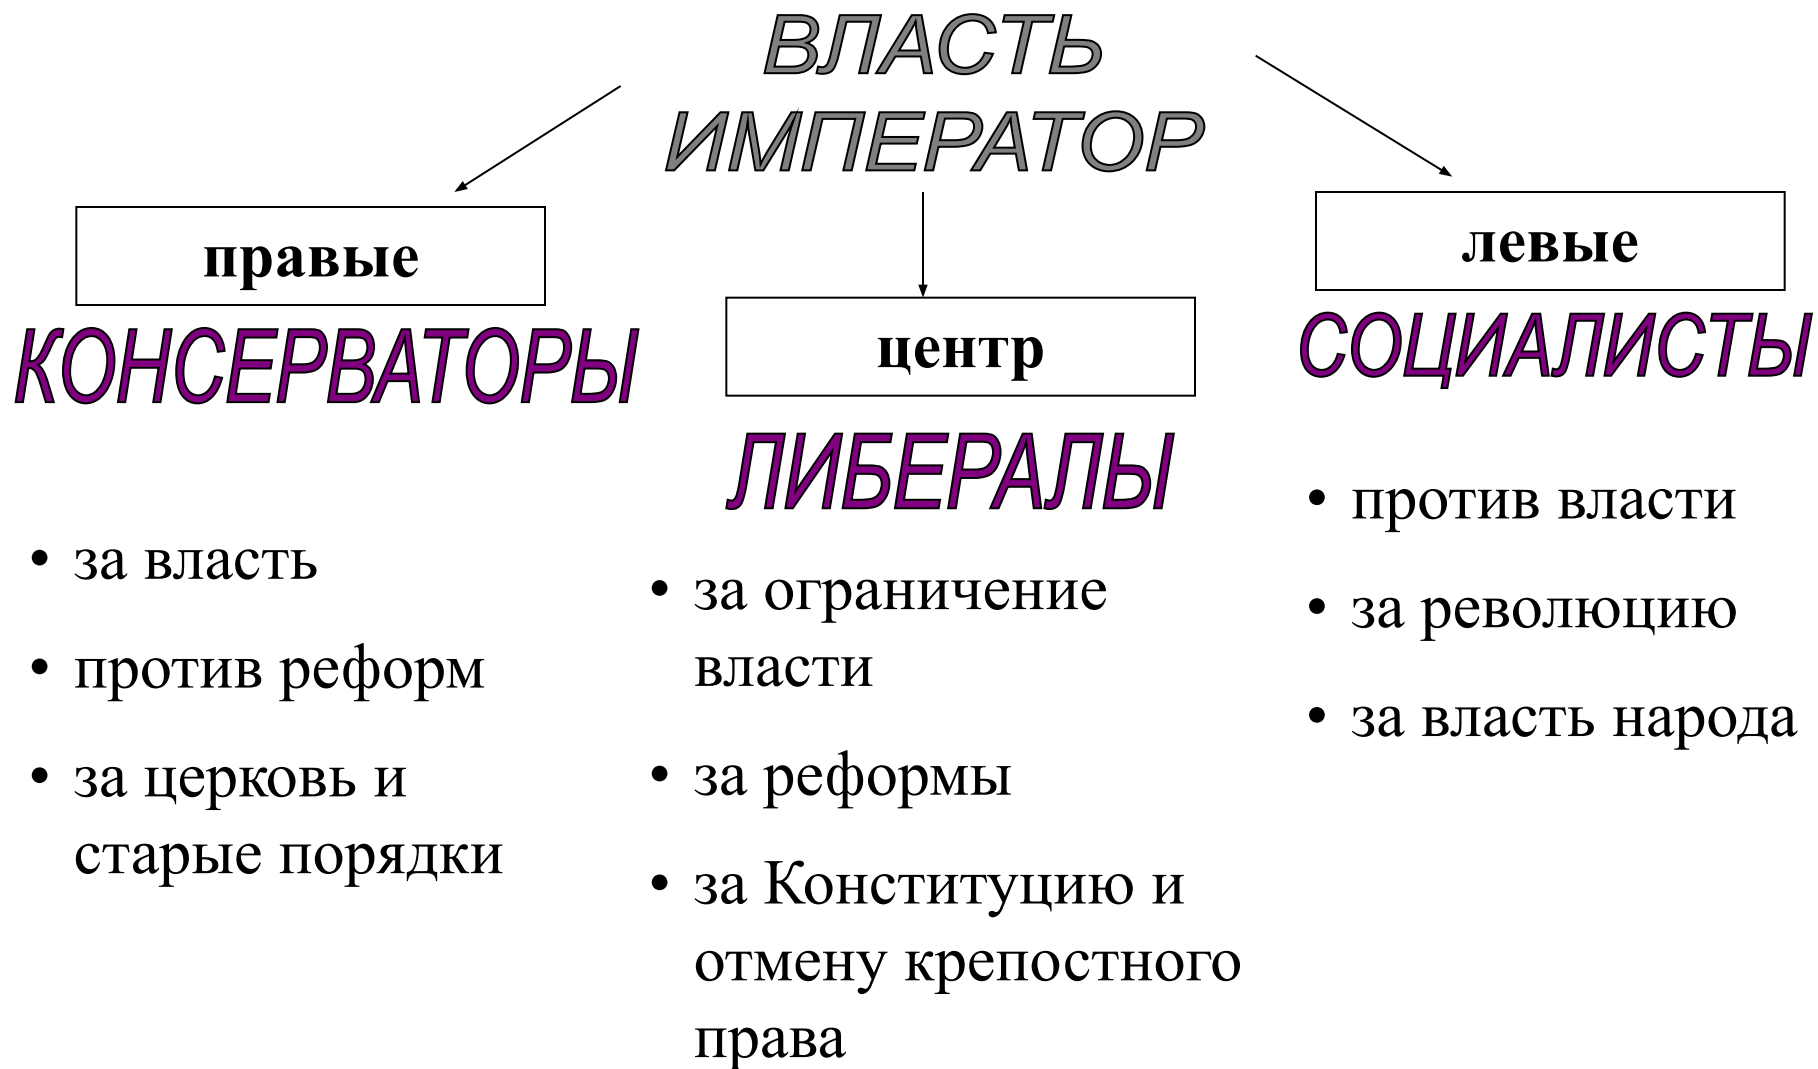 ВЛАСТЬ
ИМПЕРАТОР
правые
КОНСЕРВАТОРЫ
• за власть
• против реформ
• за церковь и
старые порядки
центр
ЛИБЕРАЛЫ
• за ограничение
власти
• за реформы
• за Конституцию и
отмену крепостного
права
левые
СОЦИАЛИСТЫ
• против власти
• за революцию
• за власть народа